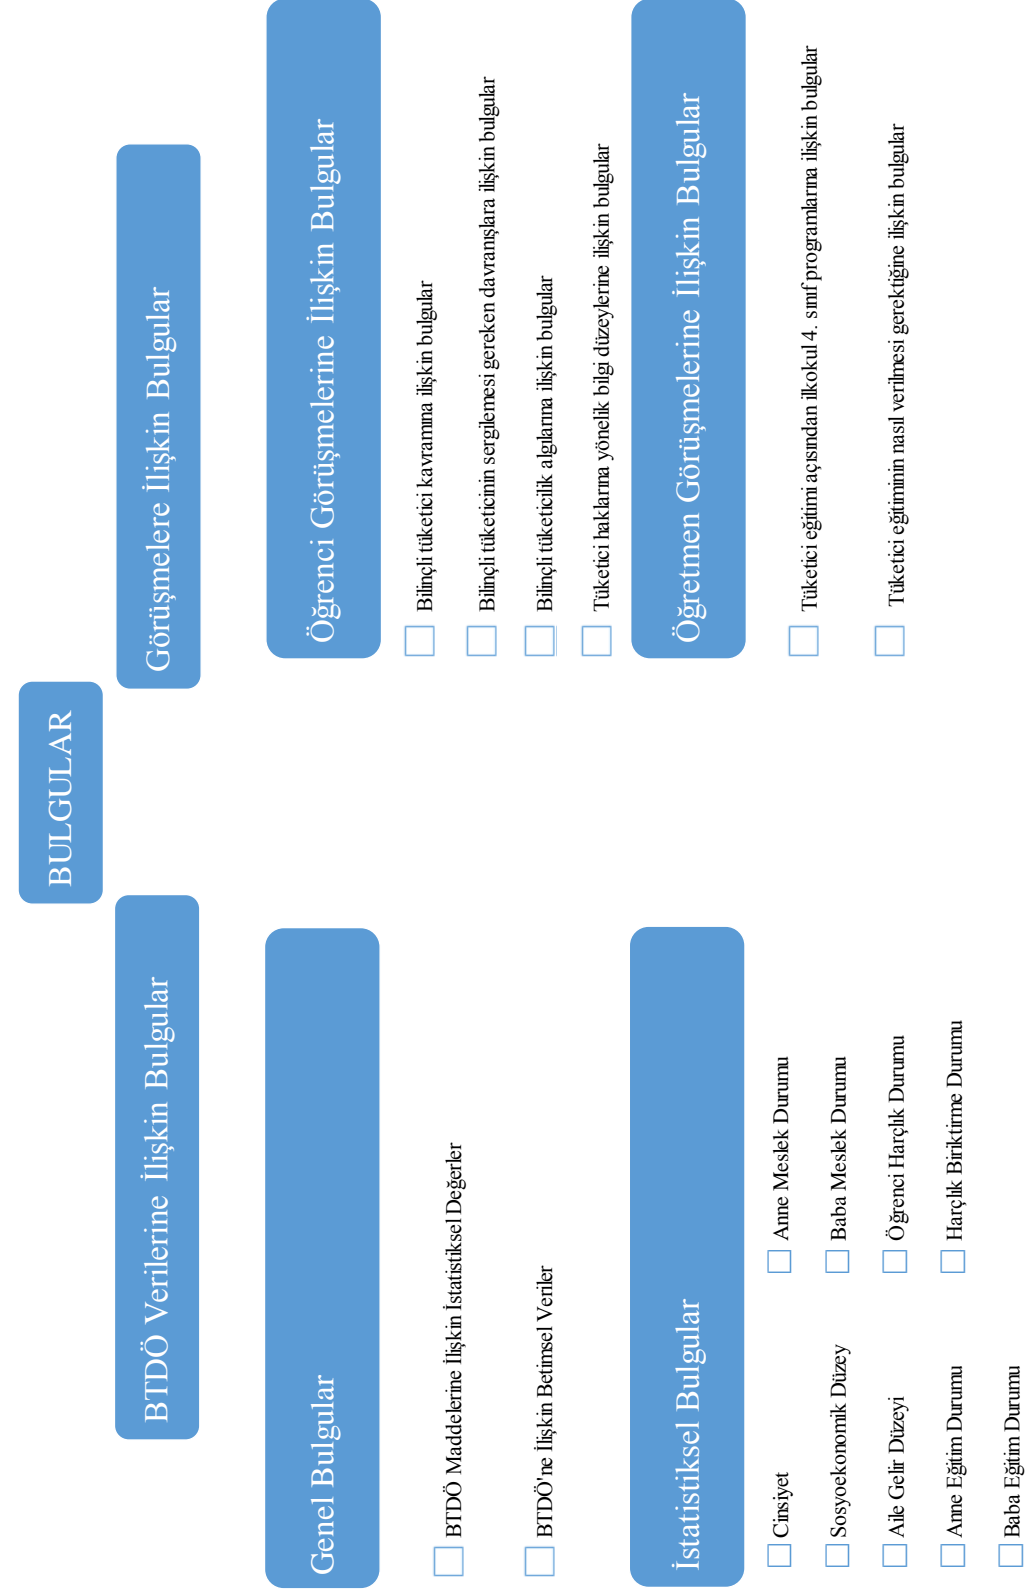 BULGULAR
BTDÖ Verilerine İlişkin Bulgular
Genel Bulgular
BTDÖ Maddelerine İlişkin İstatistiksel Değerler
BTDÖ'ne İlişkin Betimsel Veriler
İstatistiksel Bulgular
Cinsiyet
Sosyoekonomik Düzey
Aile Gelir Düzeyi
Anne Eğitim Durumu
Baba Eğitim Durumu
Anne Meslek Durumu
Baba Meslek Durumu
Öğrenci Harçlık Durumu
Harçlık Biriktirme Durumu
Görüşmelere İlişkin Bulgular
Öğrenci Görüşmelerine İlişkin Bulgular
Bilinçli tüketici kavramına ilişkin bulgular
Bilinçli tüketicinin sergilemesi gereken davranışlara ilişkin bulgular
Bilinçli tüketicilik algılarına ilişkin bulgular
Tüketici haklarına yönelik bilgi düzeylerine ilişkin bulgular
Öğretmen Görüşmelerine İlişkin Bulgular
Tüketici eğitimi açısından ilkokul 4. sınıf programlarına ilişkin bulgular
Tüketici eğitiminin nasıl verilmesi gerektiğine ilişkin bulgular